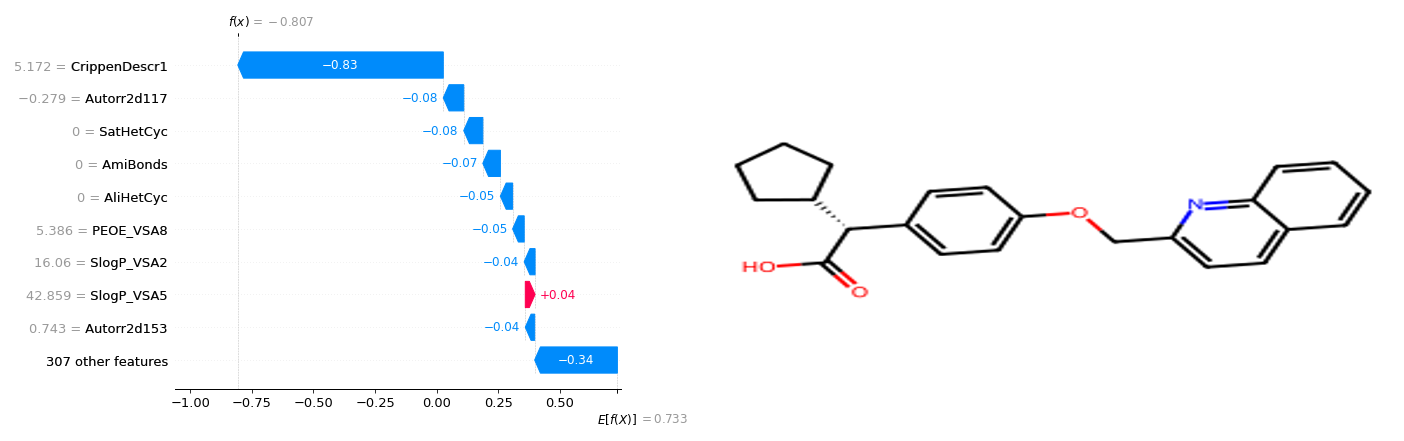 f(x) = −0.807
5.172 = CrippenDescr1
−0.83
−0.279 = Autorr2d117
−0.08
0 = SatHetCyc
−0.08
0 = AmiBonds
−0.07
0 = AliHetCyc
−0.05
5.386 = PEOE_VSA8
−0.05
16.06 = SlogP_VSA2
−0.04
42.859 = SlogP_VSA5
+0.04
0.743 = Autorr2d153
−0.04
307 other features
−0.34
−1.00 −0.75 −0.50 −0.25 0.00 0.25 0.50
E[f(X)] = 0.733
N
O
HO
O